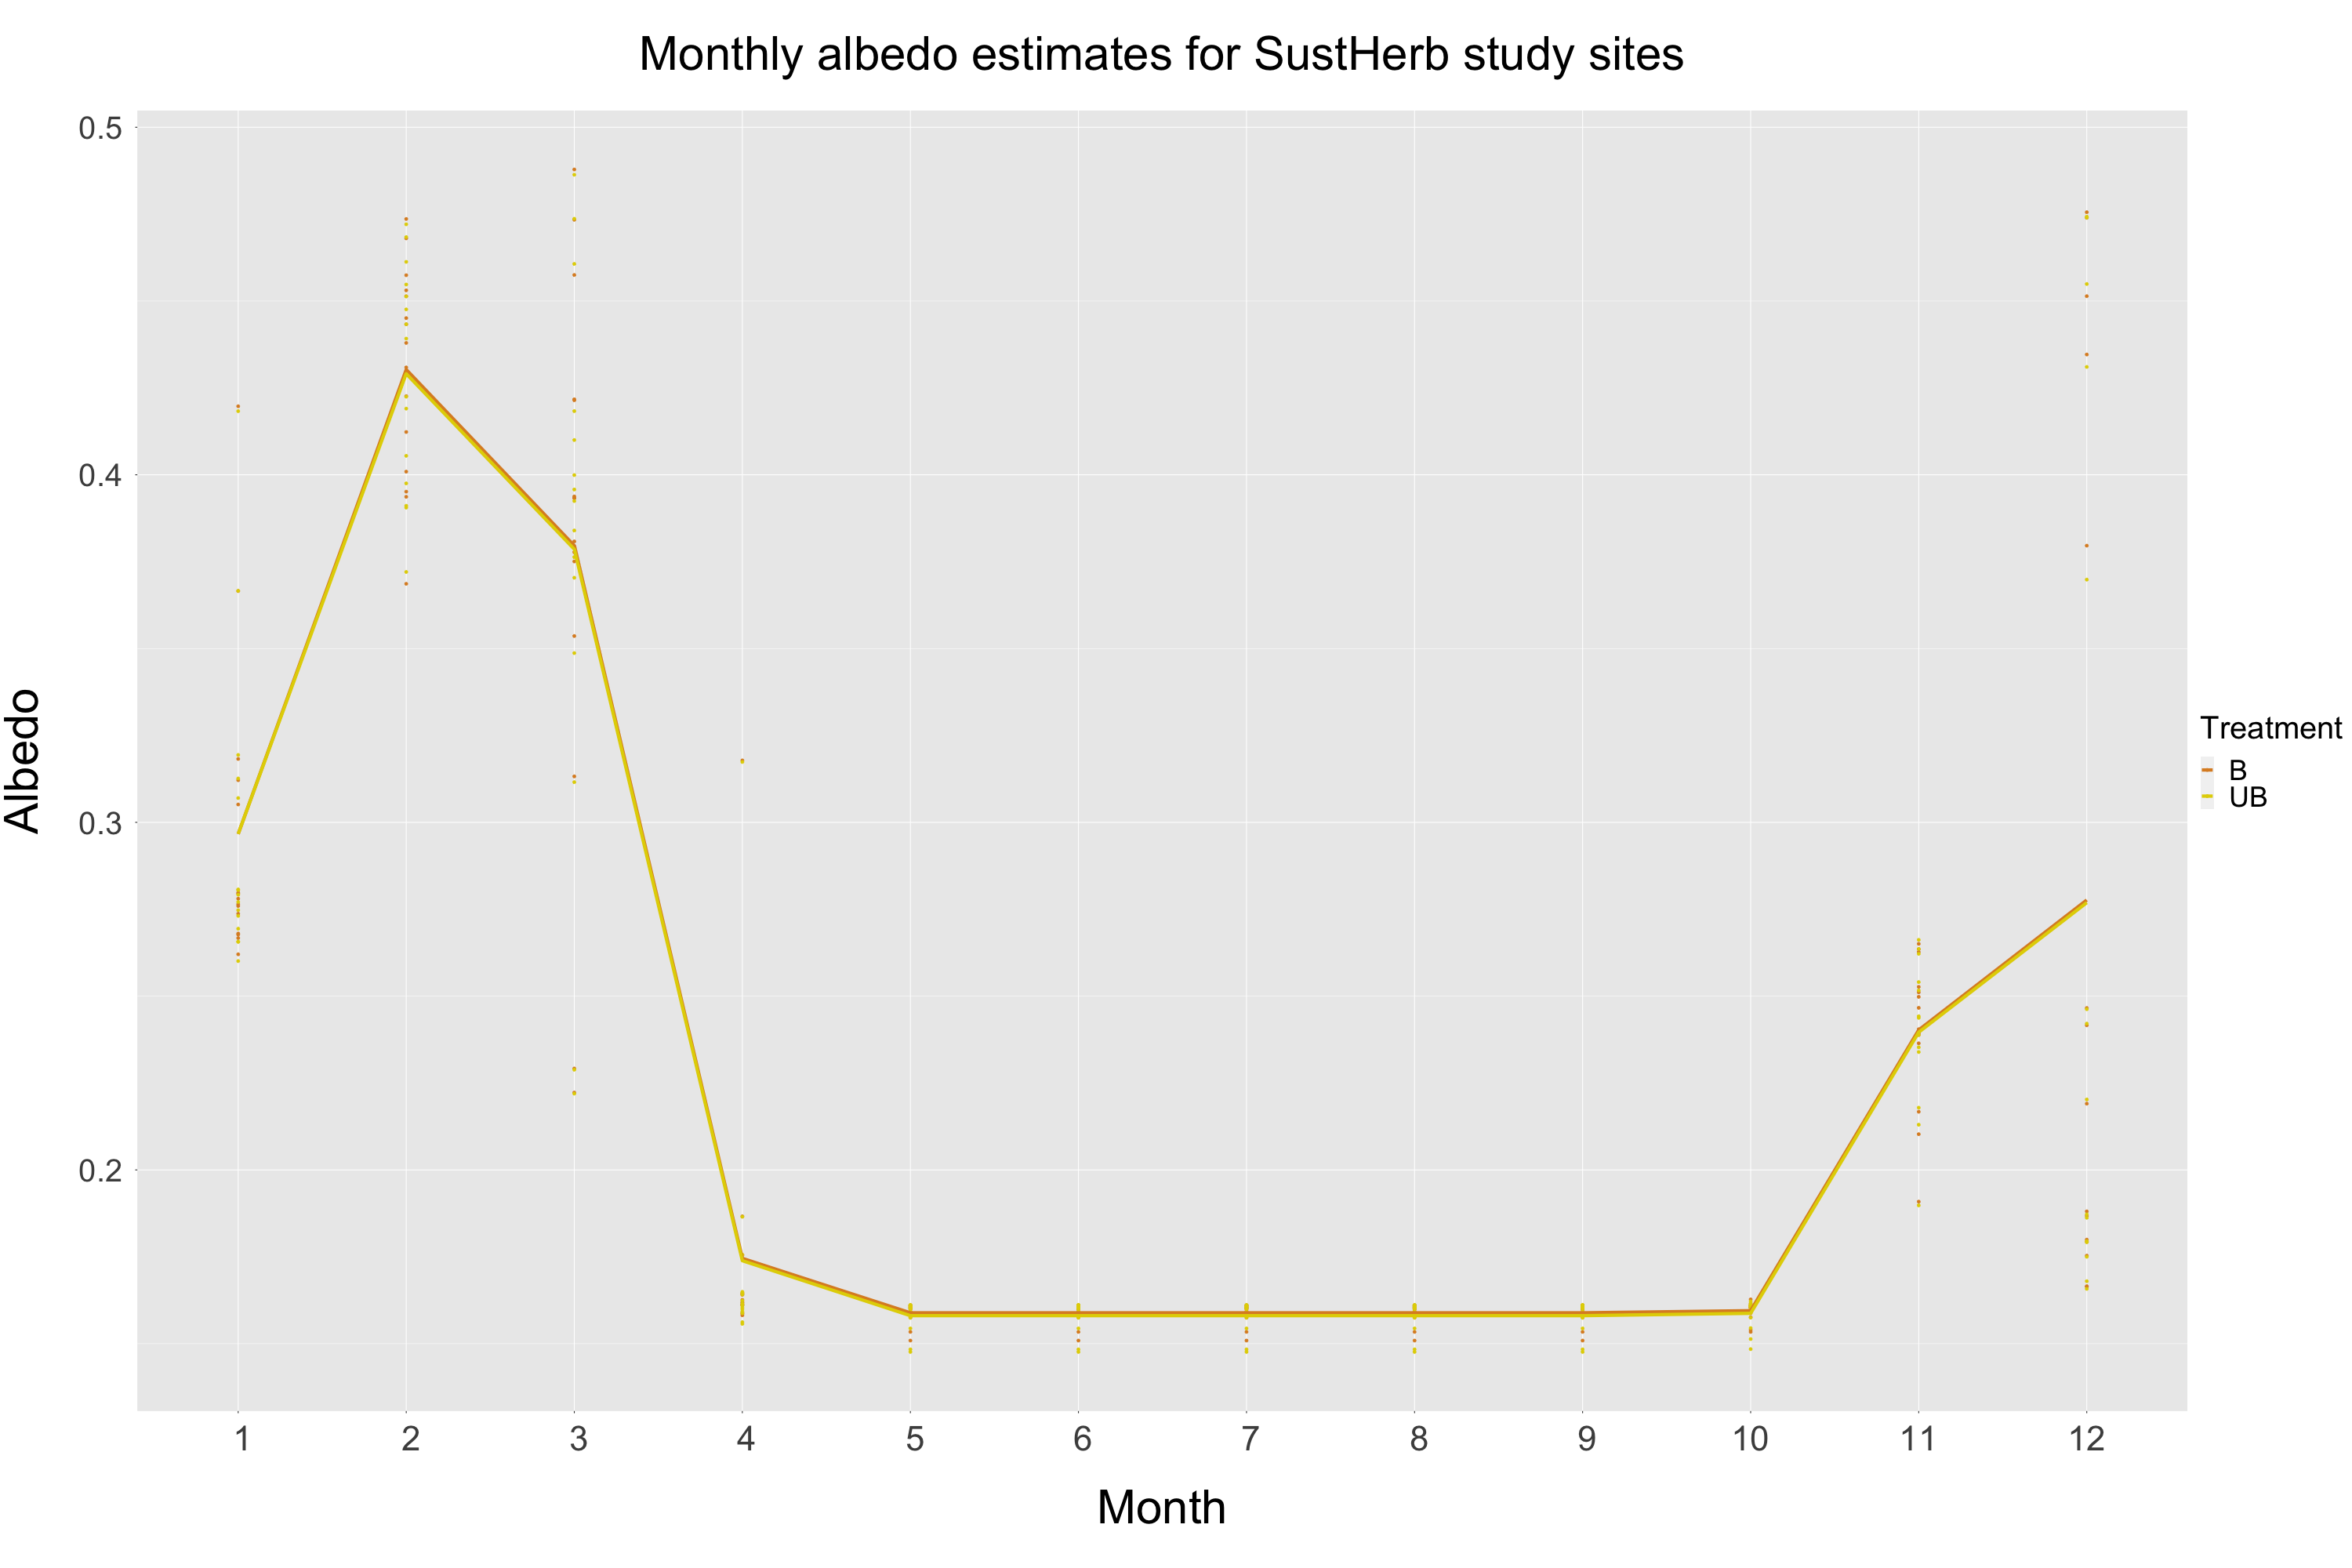 Monthly albedo estimates for SustHerb study sites
0.5
0.4
0.3
0.2
Albedo
1 2 3 4 5 6 7 8 9 10 11 12
Month
Treatment
B
UB